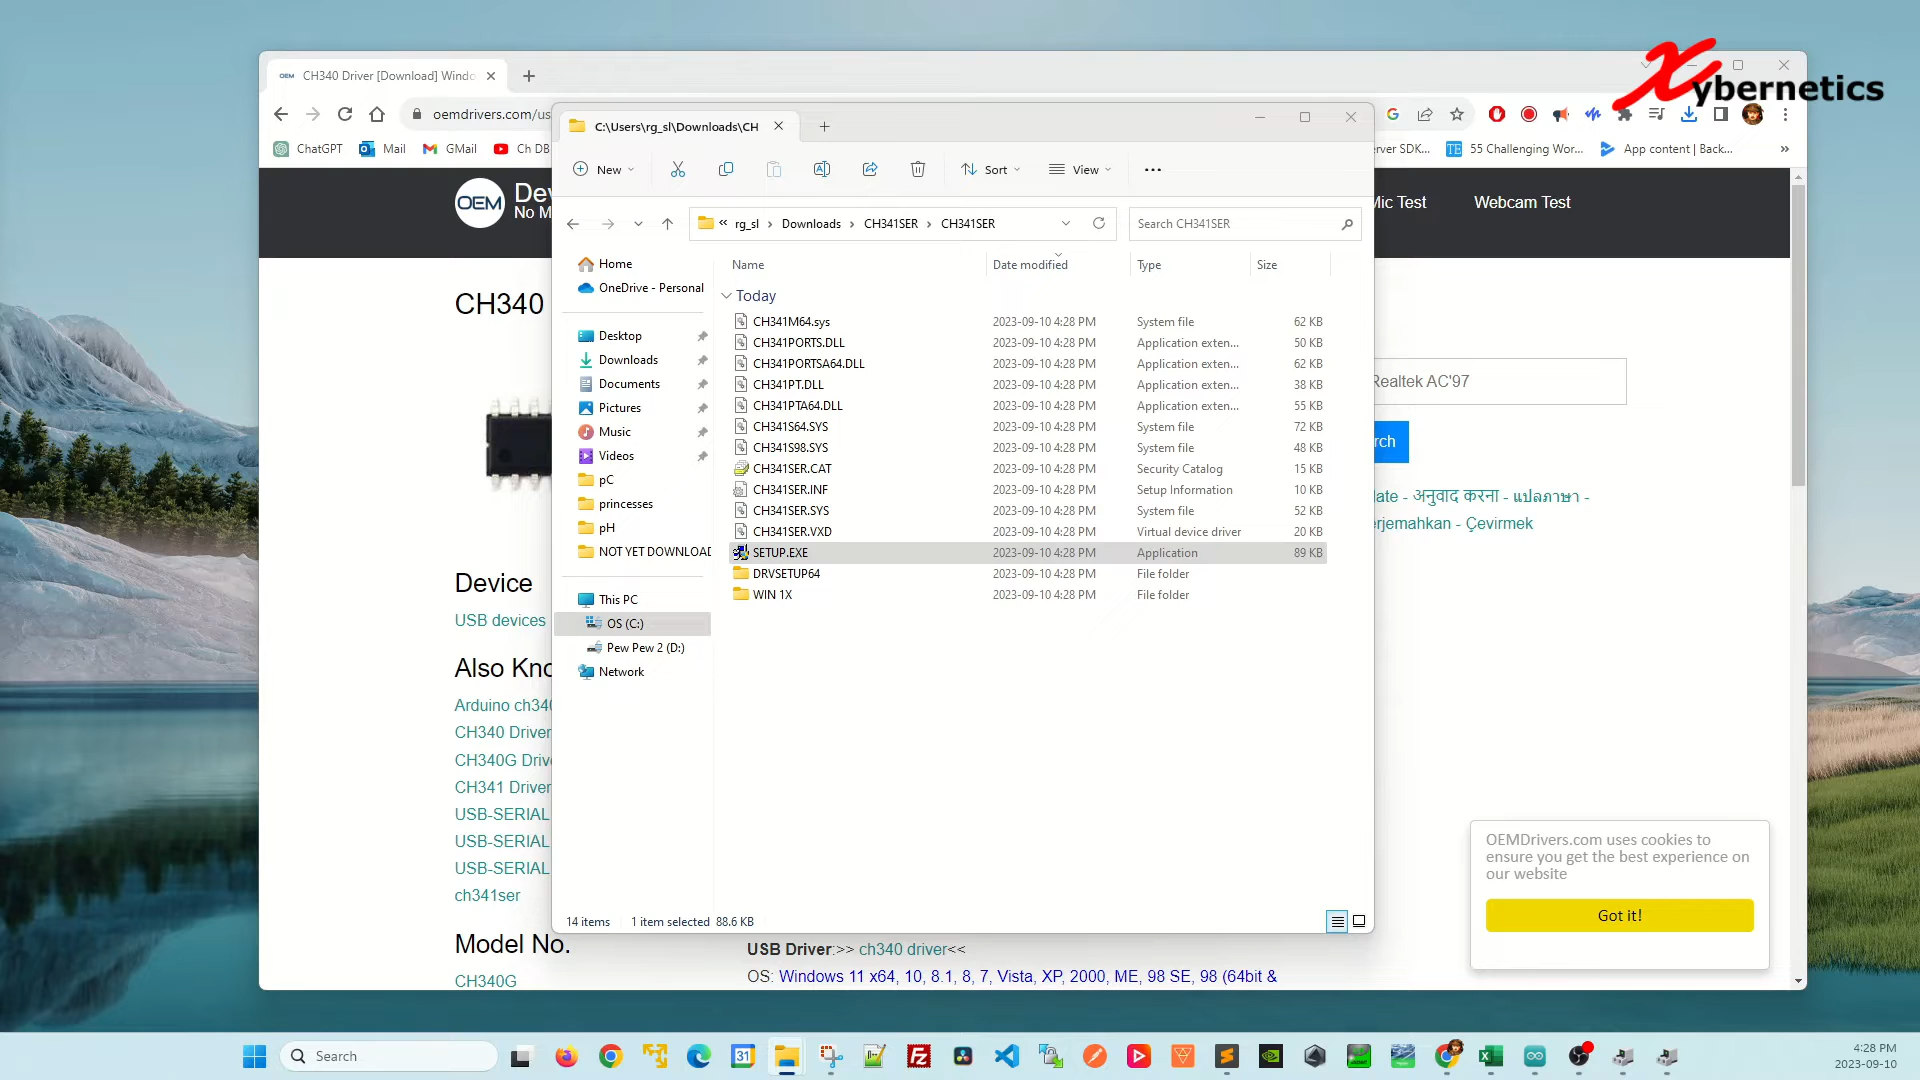 CH340 Driver [Download] Windo
Xybernetics
oemdrivers.com/us
C:\Users\rg_sl\Downloads\CH
ChatGPT
Mail
GMail
Ch DB
erver SDK...
55 Challenging Wor...
App content | Back...
New
Sort
View
OEM
Dev
No M
Mic Test
Webcam Test
rg_sl
Downloads
CH341SER
CH341SER
Search CH341SER
Home
OneDrive - Personal
Desktop
Downloads
Documents
Pictures
Music
Videos
pC
princesses
pH
NOT YET DOWNLOAD
This PC
OS (C:)
Pew Pew 2 (D:)
Network
Name Date modified Type Size
Today
CH341M64.sys 2023-09-10 4:28 PM System file 62 KB
CH341PORTS.DLL 2023-09-10 4:28 PM Application exten... 50 KB
CH341PORTSA64.DLL 2023-09-10 4:28 PM Application exten... 62 KB
CH341PT.DLL 2023-09-10 4:28 PM Application exten... 38 KB
CH341PTA64.DLL 2023-09-10 4:28 PM Application exten... 55 KB
CH341S64.SYS 2023-09-10 4:28 PM System file 72 KB
CH341S98.SYS 2023-09-10 4:28 PM System file 48 KB
CH341SER.CAT 2023-09-10 4:28 PM Security Catalog 15 KB
CH341SER.INF 2023-09-10 4:28 PM Setup Information 10 KB
CH341SER.SYS 2023-09-10 4:28 PM System file 52 KB
CH341SER.VXD 2023-09-10 4:28 PM Virtual device driver 20 KB
SETUP.EXE 2023-09-10 4:28 PM Application 89 KB
DRVSETUP64 2023-09-10 4:28 PM File folder
WIN 1X 2023-09-10 4:28 PM File folder
14 items 1 item selected 88.6 KB
CH340
Device
USB devices
Also Kno
Arduino ch340
CH340 Driver
CH340G Drive
CH341 Driver
USB-SERIAL
USB-SERIAL
USB-SERIAL
ch341ser
Model No.
CH340G
USB Driver:>> ch340 driver<<
OS: Windows 11 x64, 10, 8.1, 8, 7, Vista, XP, 2000, ME, 98 SE, 98 (64bit &
Realtek AC'97
rch
late - अनुवाद करना - แปลภาษา -
erjemahkan - Çevirmek
OEMDrivers.com uses cookies to
ensure you get the best experience on
our website
Got it!
Search
31
4:28 PM
2023-09-10